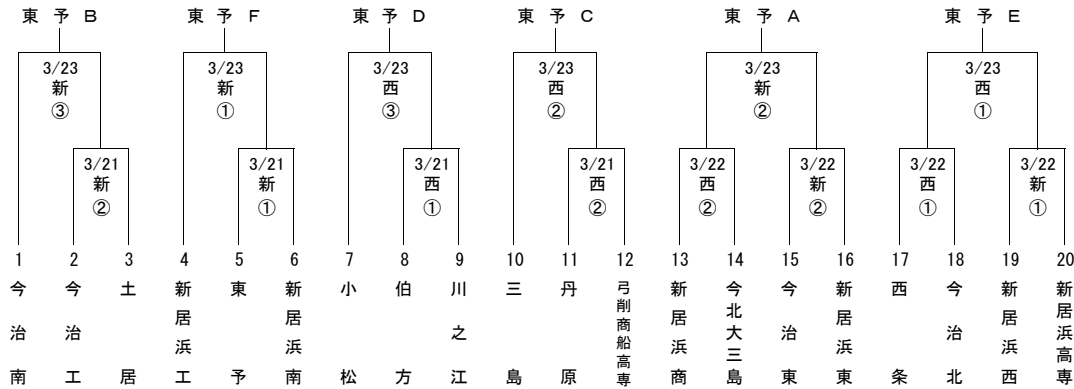 東 予 B
東 予 F
東 予 D
東 予 C
東 予 A
東 予 E
3/23
新
③
3/23
新
①
3/23
西
③
3/23
西
②
3/23
新
②
3/23
西
①
3/21
新
②
3/21
新
①
3/21
西
①
3/21
西
②
3/22
西
②
3/22
新
②
3/22
西
①
3/22
新
①
1
今治南
2
今治工
3
土居
4
新居浜工
5
東予
6
新居浜南
7
小松
8
伯方
9
川之江
10
三島
11
丹原
12
弓削商船高専
13
新居浜商
14
今北大三島
15
今治東
16
新居浜東
17
西条
18
今治北
19
新居浜西
20
新居浜高専